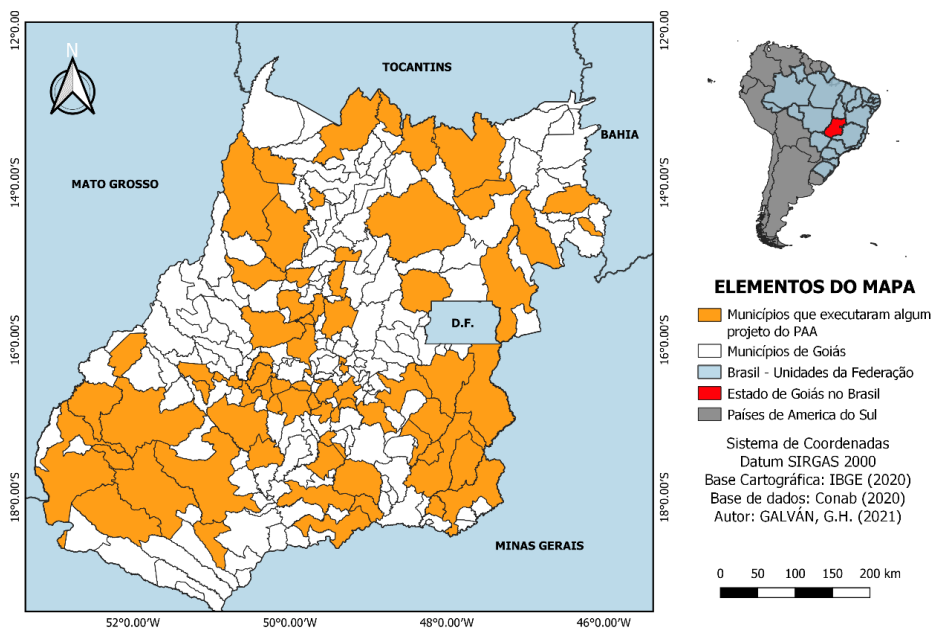 12°0.00
12°0.00
N
TOCANTINS
BAHIA
MATO GROSSO
14°0.00'S
14°0.00'S
D.F.
16°0.00'S
16°0.00'S
18°0.00'S
18°0.00'S
MINAS GERAIS
52°0.00'W
50°0.00'W
48°0.00'W
46°0.00'W
ELEMENTOS DO MAPA
Municípios que executaram algum
projeto do PAA
Municípios de Goiás
Brasil - Unidades da Federação
Estado de Goiás no Brasil
Países de America do Sul
Sistema de Coordenadas
Datum SIRGAS 2000
Base Cartográfica: IBGE (2020)
Base de dados: Conab (2020)
Autor: GALVÁN, G.H. (2021)
0 50 100 150 200 km